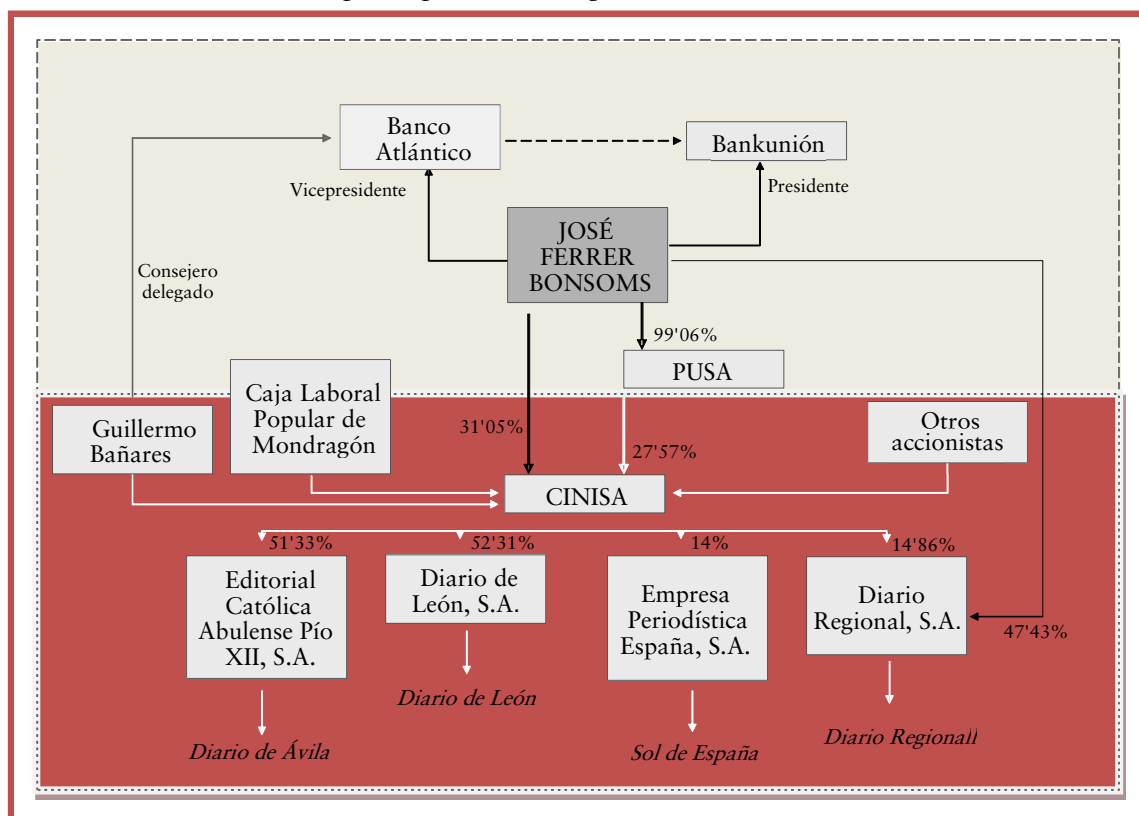 Banco
Atlántico
Bankunión
Vicepresidente
Presidente
JOSÉ
FERRER
BONSOMS
Consejero
delegado
99'06%
PUSA
Caja Laboral
Popular de
Mondragón
Guillermo
Bañares
31'05%
27'57%
Otros
accionistas
CINISA
51'33%
52'31%
14%
14'86%
Editorial
Católica
Abulense Pío
XII, S.A.
Diario de
León, S.A.
Empresa
Periodística
España, S.A.
Diario
Regional, S.A.
47'43%
Diario de León
Diario de Ávila
Sol de España
Diario Regionall